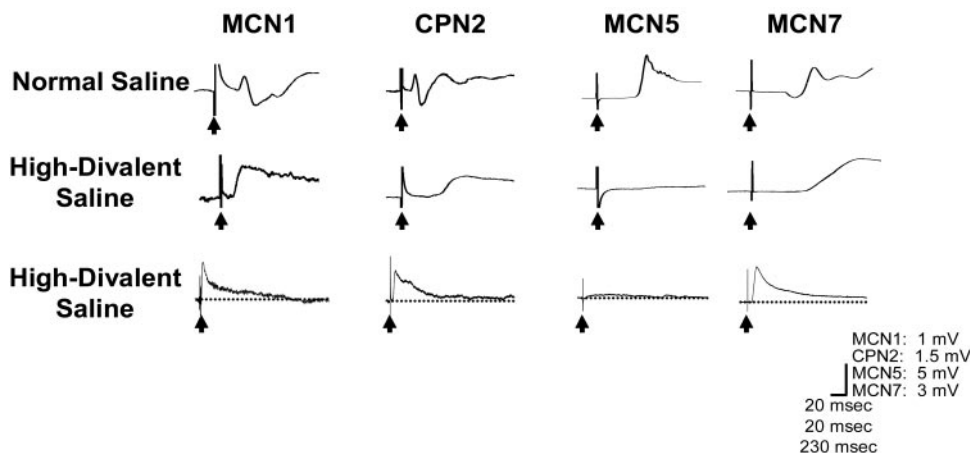 MCN1 CPN2 MCN5 MCN7
Normal Saline
High-Divalent
Saline
High-Divalent
Saline
MCN1: 1 mV
CPN2: 1.5 mV
MCN5: 5 mV
MCN7: 3 mV
20 msec
20 msec
230 msec